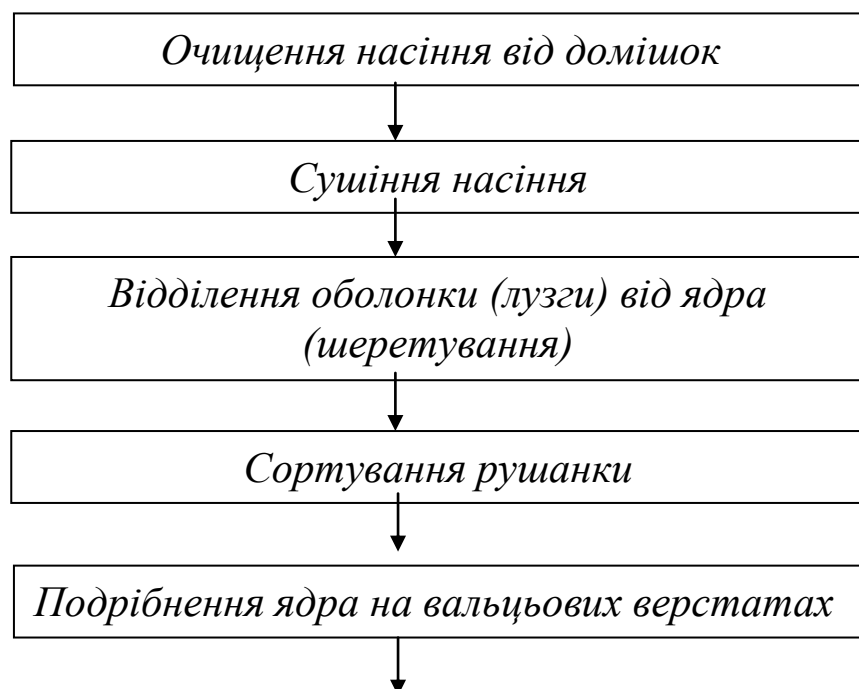 Очищення насіння від домішок
Сушіння насіння
Відділення оболонки (лузги) від ядра
(шеретування)
Сортування рушанки
Подрібнення ядра на вальцьових верстатах